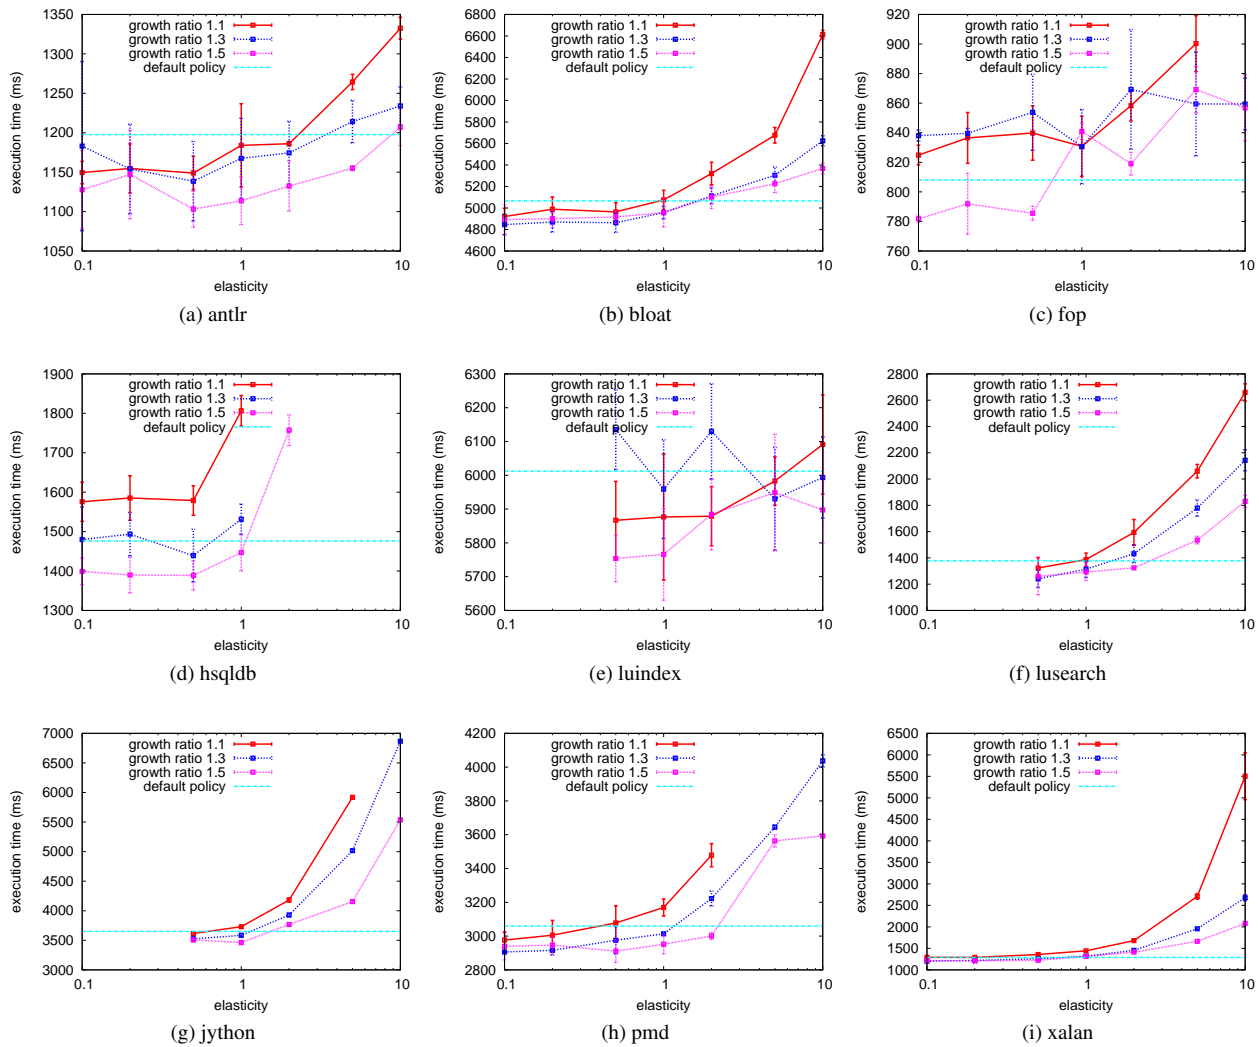 1350
1300
1250
1200
1150
1100
1050
execution time (ms)
growth ratio 1.1
growth ratio 1.3
growth ratio 1.5
default policy
0.1 1 10
elasticity
(a) antlr
6800
6600
6400
6200
6000
5800
5600
5400
5200
5000
4800
4600
execution time (ms)
growth ratio 1.1
growth ratio 1.3
growth ratio 1.5
default policy
0.1 1 10
elasticity
(b) bloat
920
900
880
860
840
820
800
780
760
execution time (ms)
growth ratio 1.1
growth ratio 1.3
growth ratio 1.5
default policy
0.1 1 10
elasticity
(c) fop
1900
1800
1700
1600
1500
1400
1300
execution time (ms)
growth ratio 1.1
growth ratio 1.3
growth ratio 1.5
default policy
0.1 1 10
elasticity
(d) hsqldb
6300
6200
6100
6000
5900
5800
5700
5600
execution time (ms)
growth ratio 1.1
growth ratio 1.3
growth ratio 1.5
default policy
0.1 1 10
elasticity
(e) luindex
2800
2600
2400
2200
2000
1800
1600
1400
1200
1000
execution time (ms)
growth ratio 1.1
growth ratio 1.3
growth ratio 1.5
default policy
0.1 1 10
elasticity
(f) lusearch
7000
6500
6000
5500
5000
4500
4000
3500
3000
execution time (ms)
growth ratio 1.1
growth ratio 1.3
growth ratio 1.5
default policy
0.1 1 10
elasticity
(g) jython
4200
4000
3800
3600
3400
3200
3000
2800
execution time (ms)
growth ratio 1.1
growth ratio 1.3
growth ratio 1.5
default policy
0.1 1 10
elasticity
(h) pmd
6500
6000
5500
5000
4500
4000
3500
3000
2500
2000
1500
1000
execution time (ms)
growth ratio 1.1
growth ratio 1.3
growth ratio 1.5
default policy
0.1 1 10
elasticity
(i) xalan